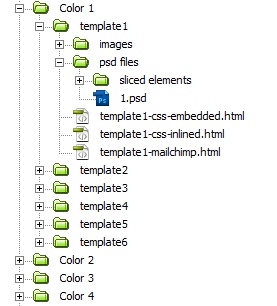 Color 1
template1
images
psd files
sliced elements
1.psd
template1-css-embedded.html
template1-css-inlined.html
template1-mailchimp.html
template2
template3
template4
template5
template6
Color 2
Color 3
Color 4